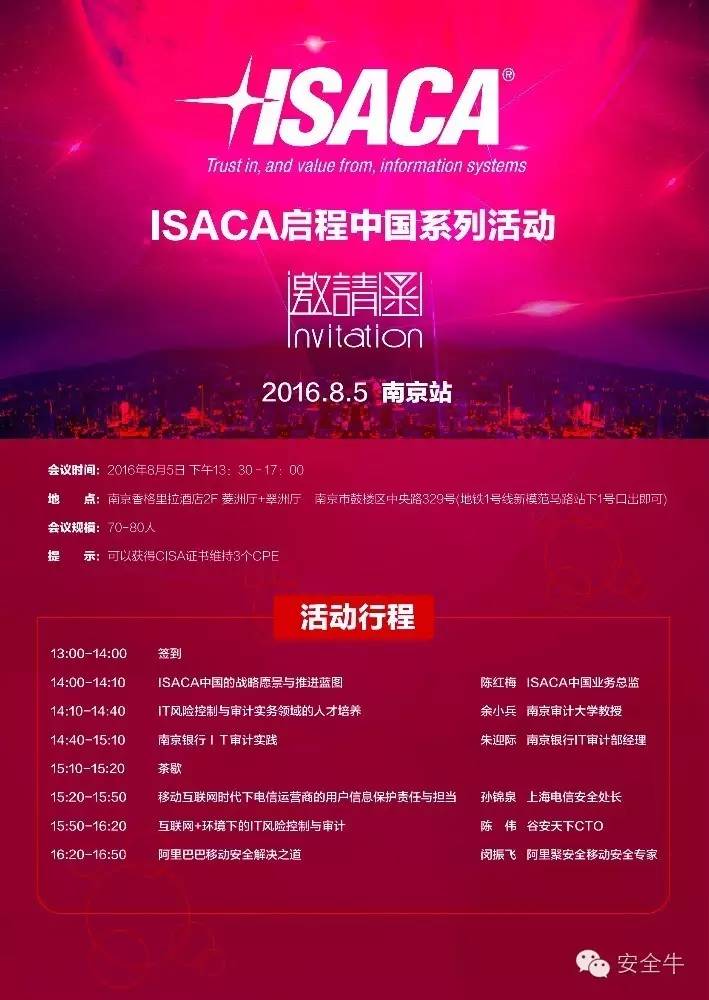 ISACA®
Trust in, and value from, information systems
ISACA启程中国系列活动
邀請函
Invitation
2016.8.5 南京站
会议时间：2016年8月5日 下午13：30-17：00
地 点：南京香格里拉酒店2F 菱洲厅+翠洲厅 南京市鼓楼区中央路329号(地铁1号线新模范马路站下1号口出即可)
会议规模：70-80人
提 示：可以获得CISA证书维持3个CPE
活动行程
13:00-14:00 签到
14:00-14:10 ISACA中国的战略愿景与推进蓝图 陈红梅 ISACA中国业务总监
14:10-14:40 IT风险控制与审计实务领域的人才培养 余小兵 南京审计大学教授
14:40-15:10 南京银行ＩＴ审计实践 朱迎际 南京银行IT审计部经理
15:10-15:20 茶歇
15:20-15:50 移动互联网时代下电信运营商的用户信息保护责任与担当 孙锦泉 上海电信安全处长
15:50-16:20 互联网+环境下的IT风险控制与审计 陈 伟 谷安天下CTO
16:20-16:50 阿里巴巴移动安全解决之道 闵振飞 阿里聚安全移动安全专家
安全牛